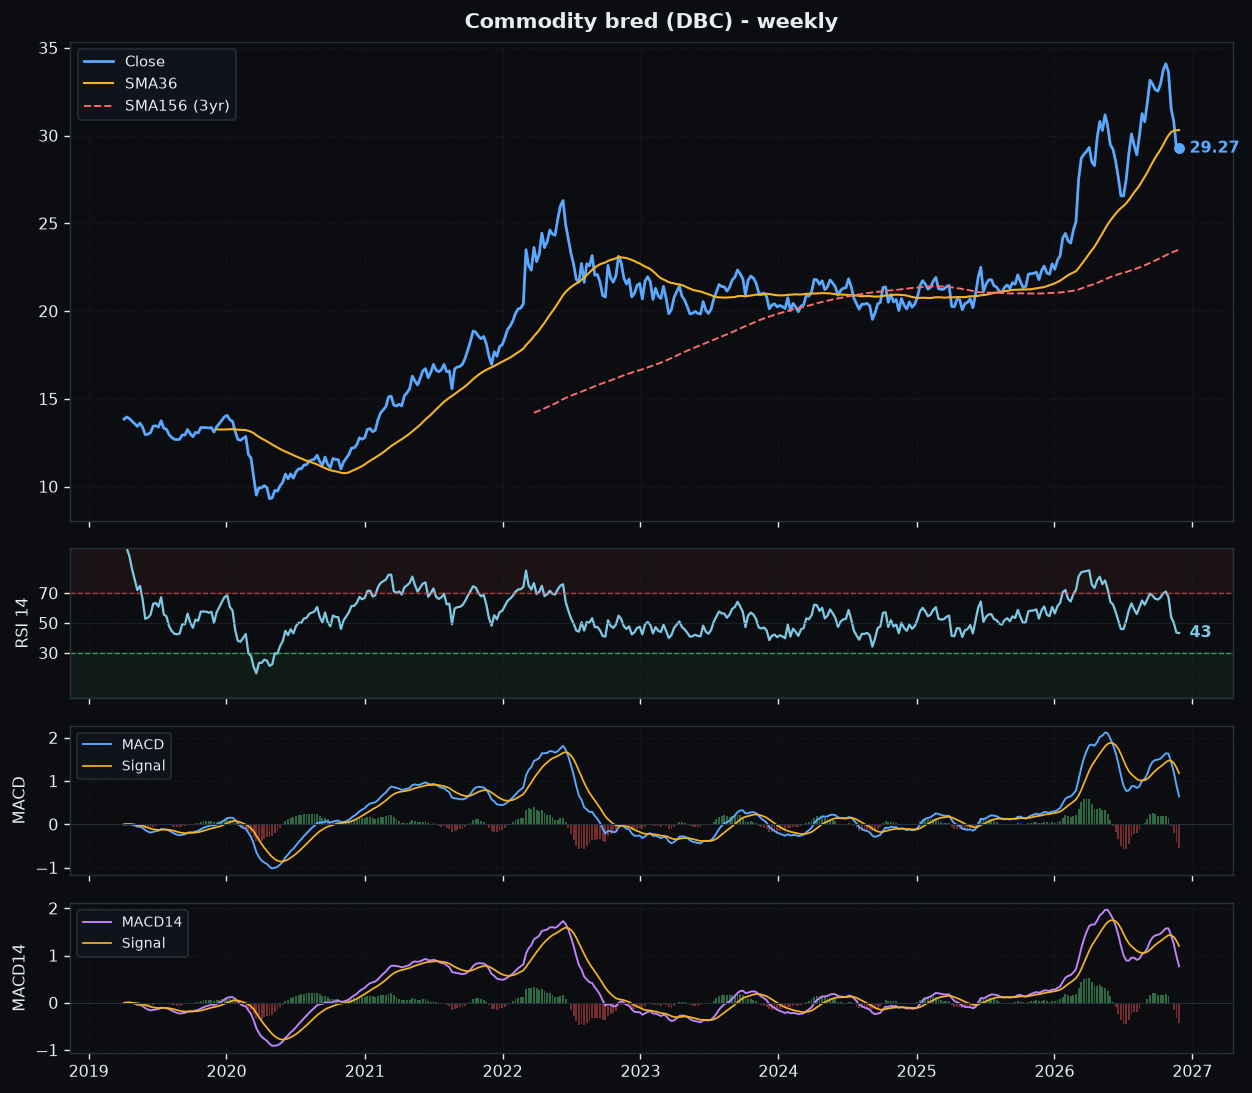 Commodity bred (DBC) - weekly
Close
SMA36
SMA156 (3yr)
35
30
25
20
15
10
29.27
RSI 14
70
50
30
43
MACD
MACD
Signal
2
1
0
−1
MACD14
MACD14
Signal
2
1
0
−1
2019 2020 2021 2022 2023 2024 2025 2026 2027